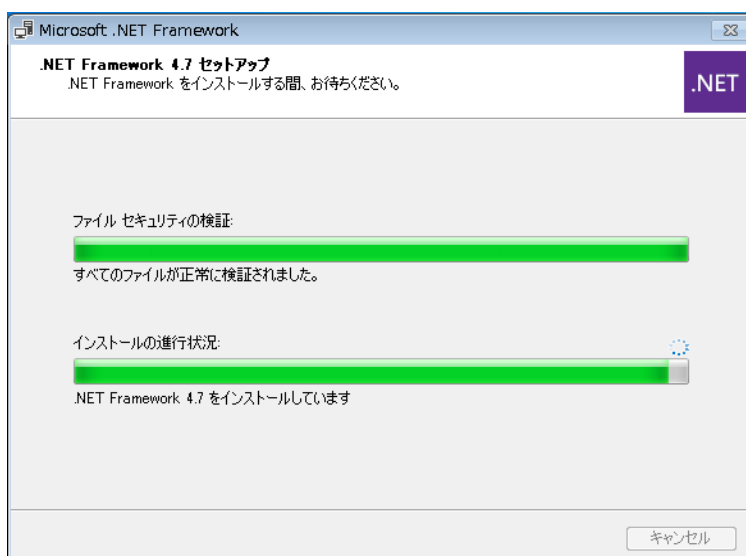 Microsoft .NET Framework
.NET Framework 4.7 セットアップ
.NET Framework をインストールする間、お待ちください。
.NET
ファイル セキュリティの検証:
すべてのファイルが正常に検証されました。
インストールの進行状況:
.NET Framework 4.7 をインストールしています
キャンセル